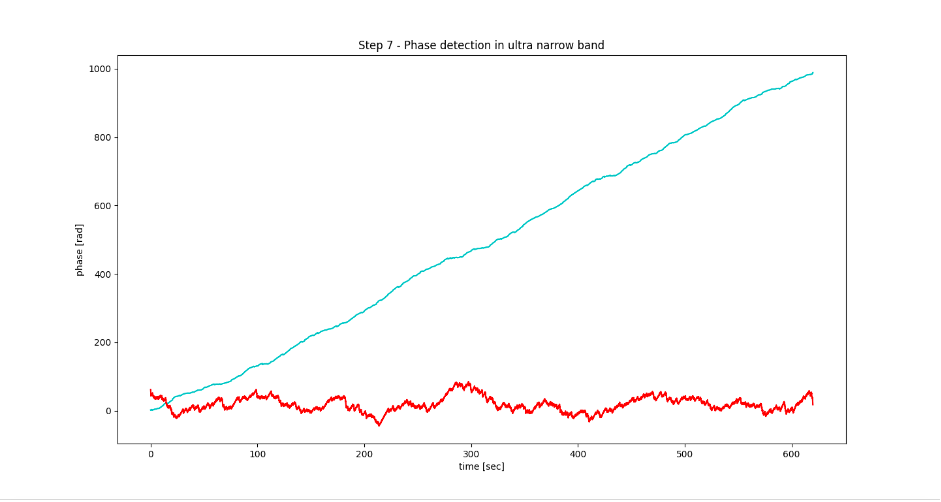 Step 7 - Phase detection in ultra narrow band
1000
800
600
400
200
0
phase [rad]
0 100 200 300 400 500 600
time [sec]